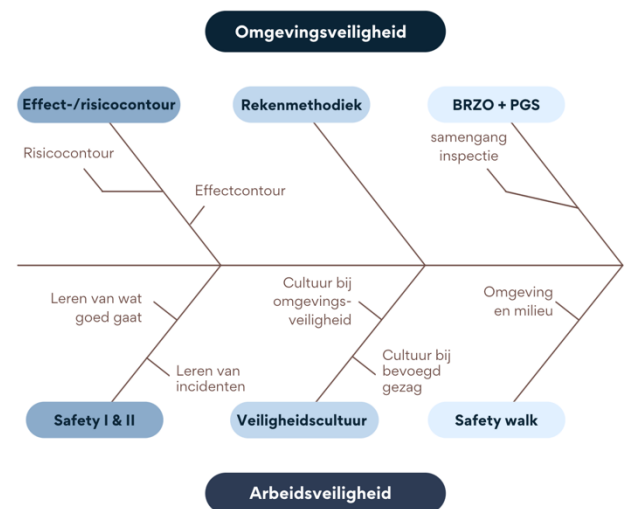 Omgevingsveiligheid
Effect-/risicocontour
Rekenmethodiek
BRZO + PGS
Risicocontour
Effectcontour
samengang
inspectie
Leren van wat
goed gaat
Leren van
incidenten
Cultuur bij
omgevings-
veiligheid
Cultuur bij
bevoegd
gezag
Omgeving
en milieu
Safety I & II
Veiligheidscultuur
Safety walk
Arbeidsveiligheid